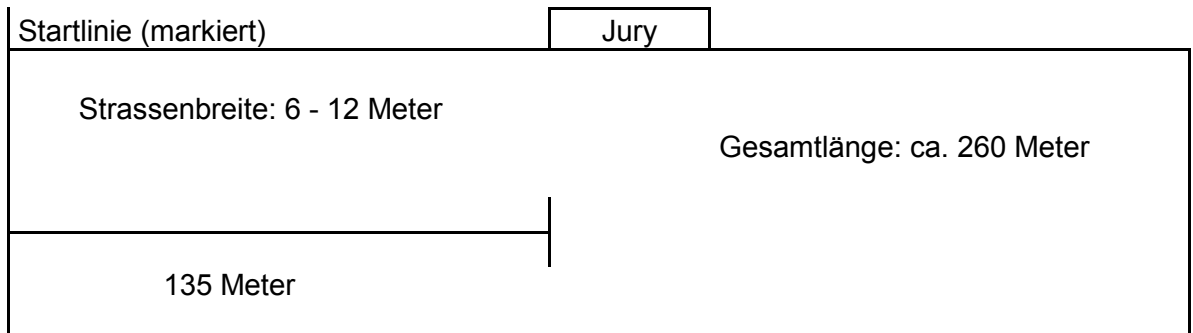 Startlinie (markiert)
Jury
Strassenbreite: 6 - 12 Meter
Gesamtlänge: ca. 260 Meter
135 Meter